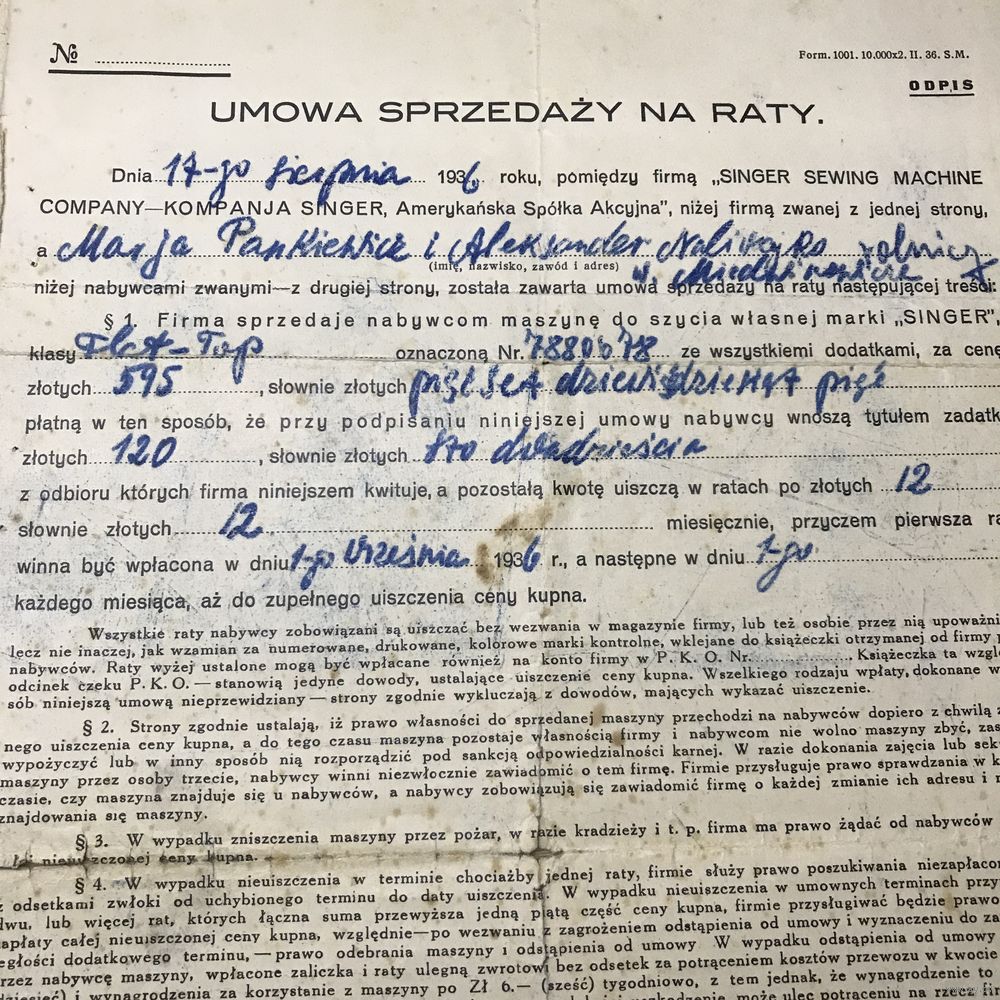 №
Form. 1001. 10.000x2. II. 36. S.M.
ODPIS
UMOWA SPRZEDAŻY NA RATY.
Dnia 17-go sierpnia 1936 roku, pomiędzy firmą „SINGER SEWING MACHINE
COMPANY—KOMPANJA SINGER, Amerykańska Spółka Akcyjna", niżej firmą zwanej z jednej strony,
a Marja Pankiewicz i Aleksander Naliwajko rolnicy
(imię, nazwisko, zawód i adres) w
niżej nabywcami zwanymi—z drugiej strony, została zawarta umowa sprzedaży na raty następującej treści:
§ 1. Firma sprzedaje nabywcom maszynę do szycia własnej marki „SINGER",
klasy Flat-Top oznaczoną Nr. ze wszystkiemi dodatkami, za cenę
złotych 595, słownie złotych pięćset dziewiędziesiąt pięć
płatną w ten sposób, że przy podpisaniu niniejszej umowy nabywcy wnoszą tytułem zadatk
złotych 120, słownie złotych sto dwadzieścia
z odbioru których firma niniejszem kwituje, a pozostałą kwotę uiszczą w ratach po złotych 12
słownie złotych 12 miesięcznie, przyczem pierwsza ra
winna być wpłacona w dniu 1-go Września 1936 r., a następne w dniu 1-go
każdego miesiąca, aż do zupełnego uiszczenia ceny kupna.
Wszystkie raty nabywcy zobowiązani są uiszczać bez wezwania w magazynie firmy, lub też osobie przez nią upoważni
lecz nie inaczej, jak wzamian za numerowane, drukowane, kolorowe marki kontrolne, wklejane do książeczki otrzymanej od firmy p
nabywców. Raty wyżej ustalone mogą być wpłacane również na konto firmy w P. K. O. Nr. Książeczka ta wzgl
odcinek czeku P. K. O. — stanowią jedyne dowody, ustalające uiszczenie ceny kupna. Wszelkiego rodzaju wpłaty, dokonane w
sób niniejszą umową nieprzewidziany — strony zgodnie wykluczają z dowodów, mających wykazać uiszczenie.
§ 2. Strony zgodnie ustalają, iż prawo własności do sprzedanej maszyny przechodzi na nabywców dopiero z chwilą z
nego uiszczenia ceny kupna, a do tego czasu maszyna pozostaje własnością firmy i nabywcom nie wolno maszyny zbyć, zas
wypożyczyć lub w inny sposób nią rozporządzić pod sankcją odpowiedzialności karnej. W razie dokonania zajęcia lub sek
maszyny przez osoby trzecie, nabywcy winni niezwłocznie zawiadomić o tem firmę. Firmie przysługuje prawo sprawdzania w k
czasie, czy maszyna znajduje się u nabywców, a nabywcy zobowiązują się zawiadomić firmę o każdej zmianie ich adresu i m
znajdowania się maszyny.
§ 3. W wypadku zniszczenia maszyny przez pożar, w razie kradzieży i t. p. firma ma prawo żądać od nabywców
nieuiszczonej ceny kupna.
§ 4. W wypadku nieuiszczenia w terminie chociażby jednej raty, firmie służy prawo poszukiwania niezapłacon
z odsetkami zwłoki od uchybionego terminu do daty uiszczenia. W wypadku nieuiszczenia w umownych terminach przy
dwu, lub więcej rat, których łączna suma przewyższa jedną piątą część ceny kupna, firmie przysługiwać będzie prawo
zapłaty całej nieuiszczonej ceny kupna, względnie—po wezwaniu z zagrożeniem odstąpienia od umowy i wyznaczeniu do za
egłości dodatkowego terminu, — prawo odebrania maszyny i odstąpienia od umowy. W wypadku odstąpienia od umowy
rzez nabywcę maszyny, wpłacone zaliczka i raty ulegną zwrotowi bez odsetek za potrąceniem kosztów przewozu w kwocie
dziesięć) i wynagrodzenia za korzystanie z maszyny po Zł 6.— (sześć) tygodniowo, z tem jednak, że wynagrodzenie to